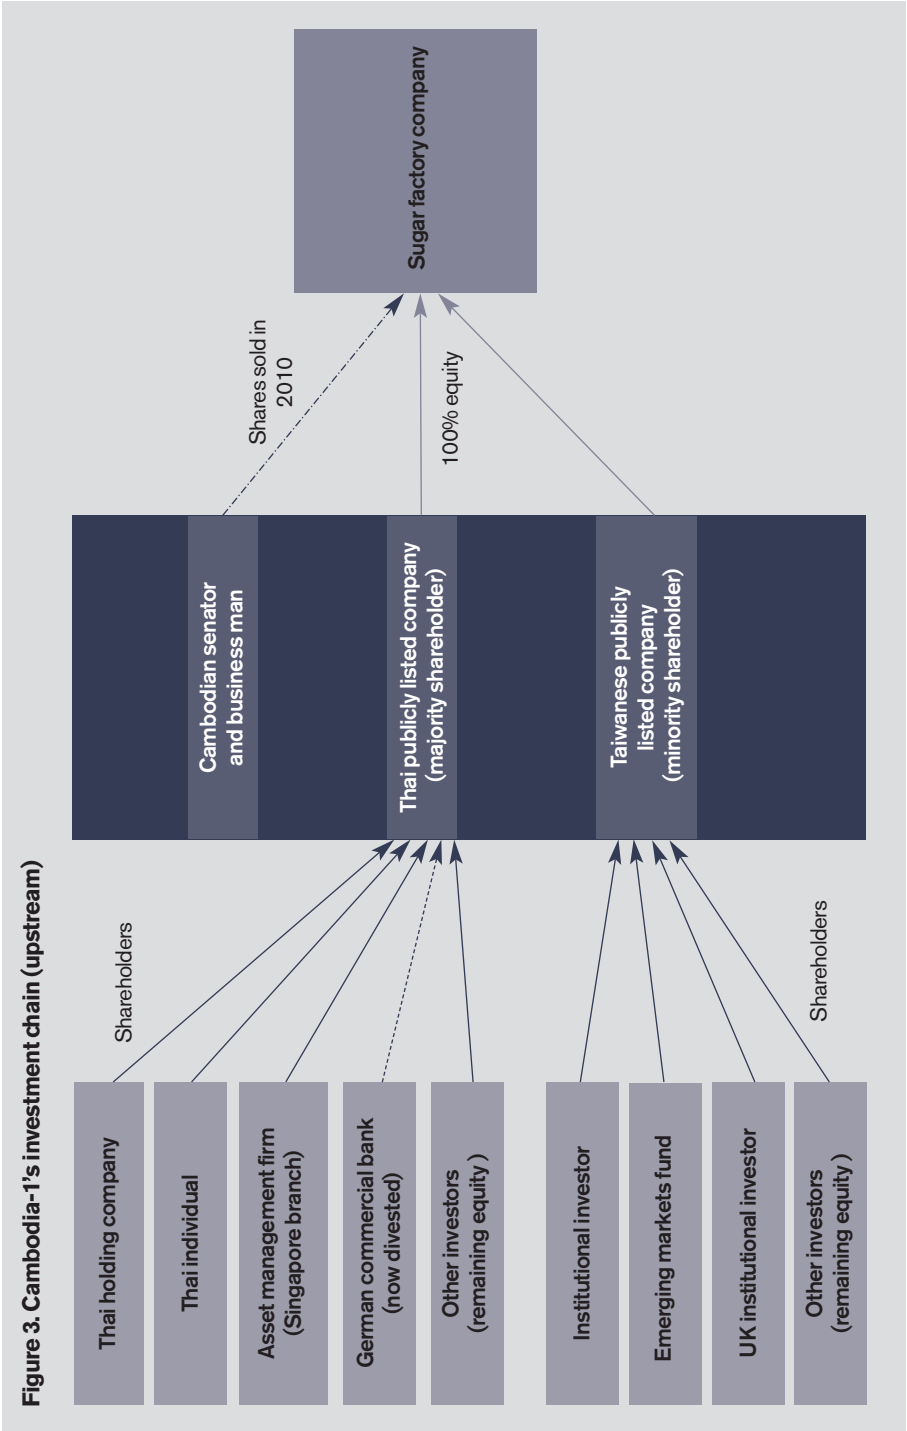 Figure 3. Cambodia-1's investment chain (upstream)
Thai holding company
Thai individual
Asset management firm
(Singapore branch)
German commercial bank
(now divested)
Other investors
(remaining equity )
Institutional investor
Emerging markets fund
UK institutional investor
Other investors
(remaining equity )
Shareholders
Shareholders
Cambodian senator
and business man
Thai publicly listed company
(majority shareholder)
Taiwanese publicly
listed company
(minority shareholder)
Shares sold in
2010
100% equity
Sugar factory company